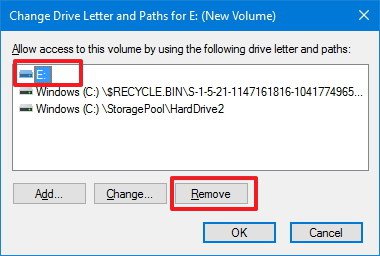 Change Drive Letter and Paths for E: (New Volume)
Allow access to this volume by using the following drive letter and paths:
E:
Windows (C:) \$RECYCLE.BIN\S-1-5-21-1147161816-1041774965...
Windows (C:) \StoragePool\HardDrive2
Add... Change... Remove
OK Cancel